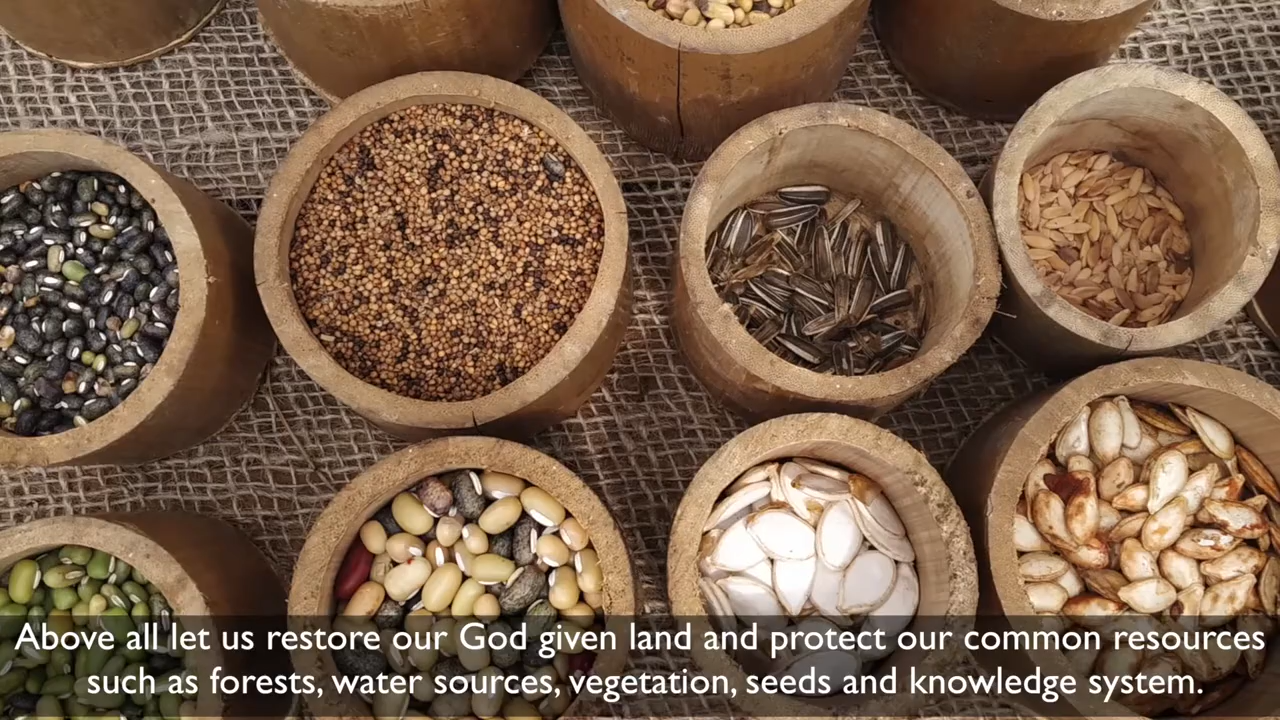 Above all let us restore our God given land and protect our common resources
such as forests, water sources, vegetation, seeds and knowledge system.